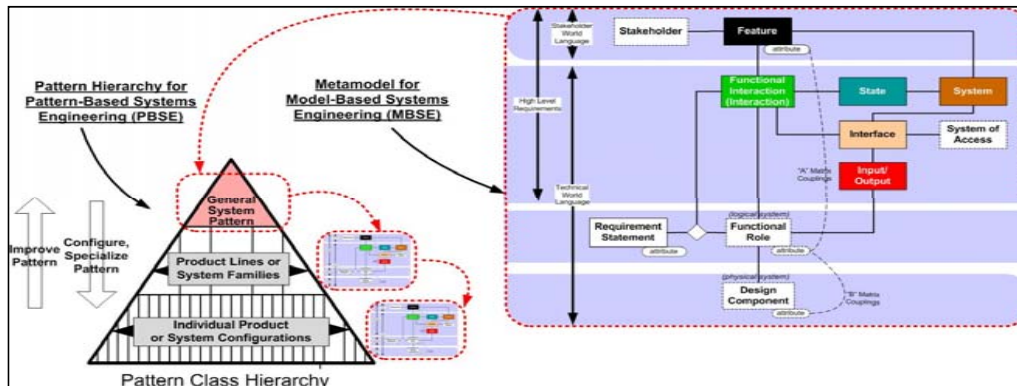 Pattern Hierarchy for
Pattern-Based Systems
Engineering (PBSE)
Metamodel for
Model-Based Systems
Engineering (MBSE)
General
System
Pattern
Improve
Pattern
Configure,
Specialize
Pattern
Product Lines or
System Families
Individual Product
or System Configurations
Pattern Class Hierarchy
Stakeholder
World
Language
High Level
Requirements
Technical
World
Language
Stakeholder
Feature
attribute
Functional
Interaction
(Interaction)
State
System
Interface
System of
Access
"A" Matrix
Couplings
Input/
Output
(logical system)
Requirement
Statement
attribute
Functional
Role
attribute
(physical system)
Design
Component
attribute
"B" Matrix
Couplings